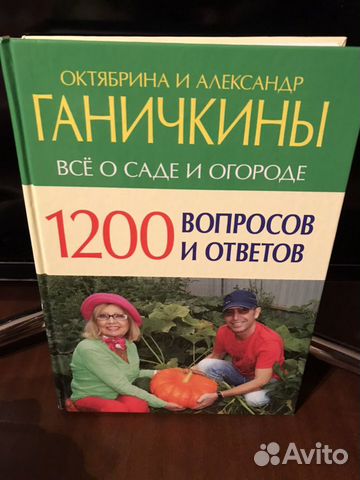 ОКТЯБРИНА И АЛЕКСАНДР
ГАНИЧКИНЫ
ВСЁ О САДЕ И ОГОРОДЕ
1200 ВОПРОСОВ
И ОТВЕТОВ
Avito